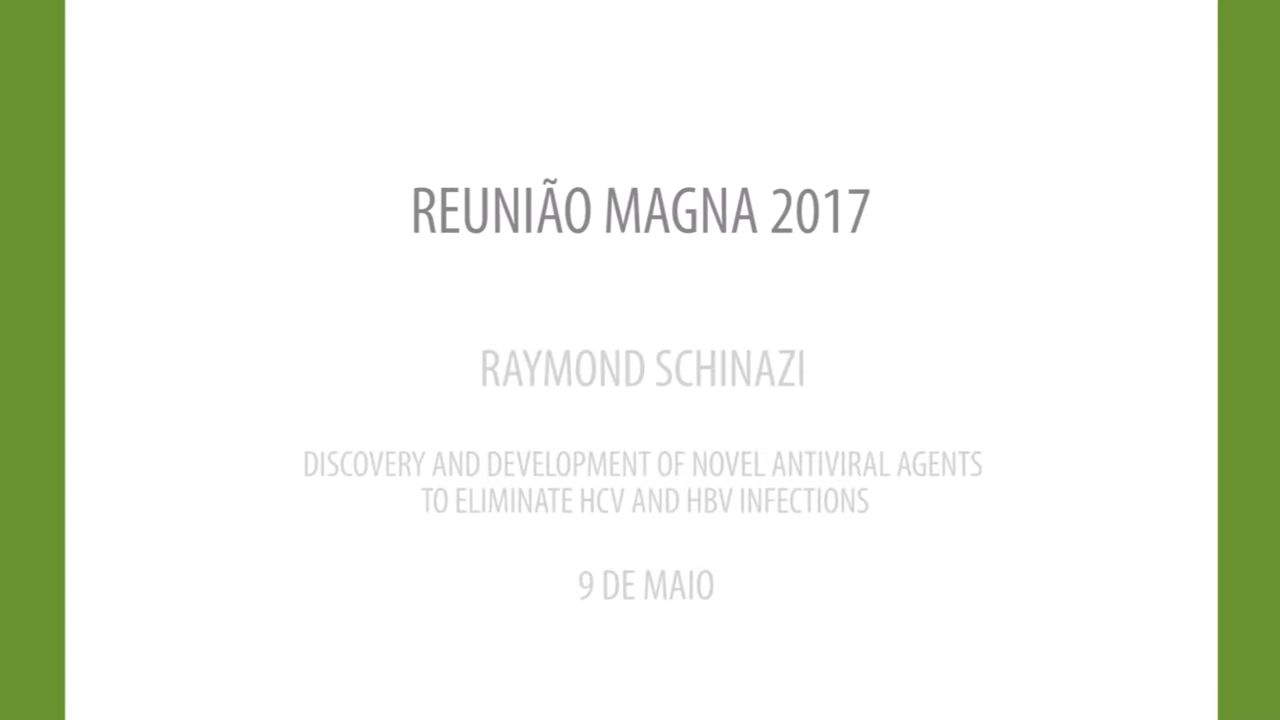 REUNIÃO MAGNA 2017
RAYMOND SCHINAZI
DISCOVERY AND DEVELOPMENT OF NOVEL ANTIVIRAL AGENTS
TO ELIMINATE HCV AND HBV INFECTIONS
9 DE MAIO